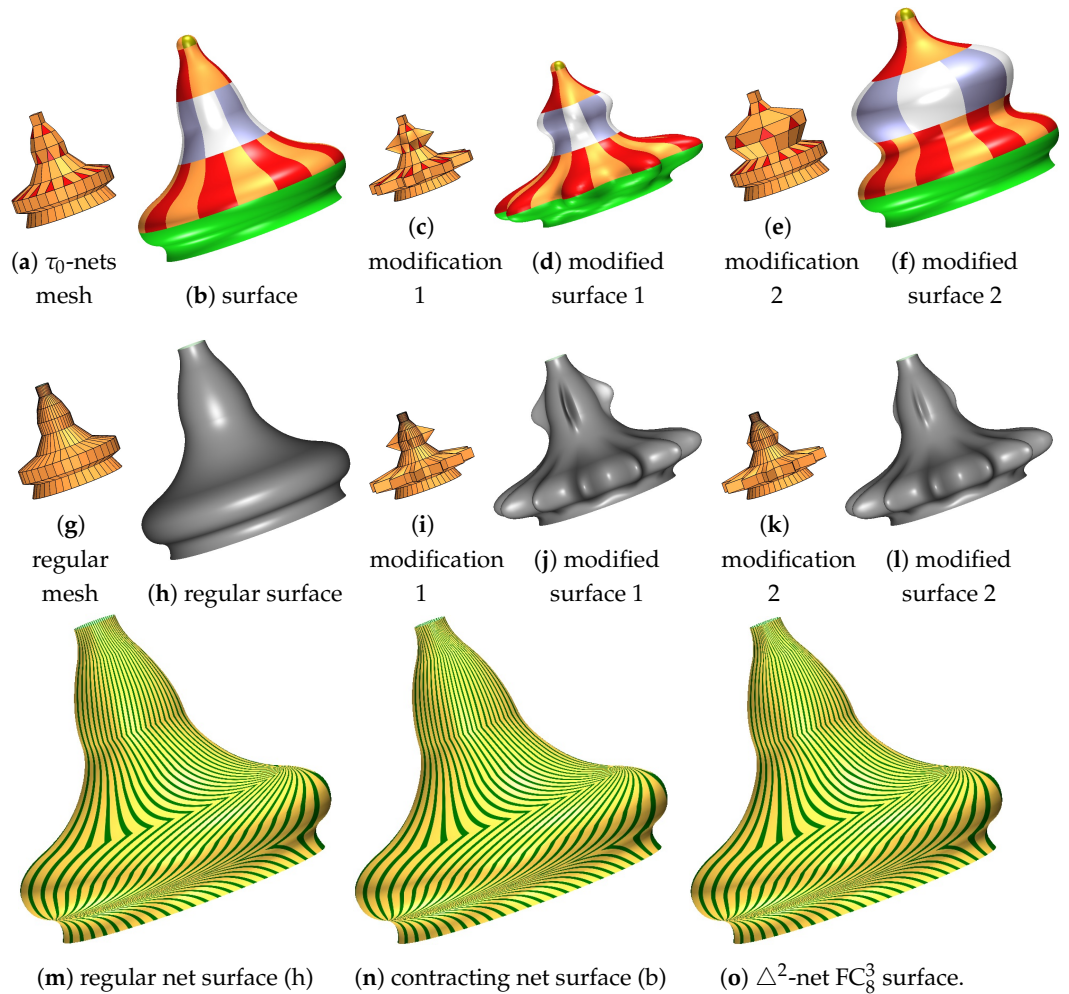 (a) τ₀-nets
mesh
(b) surface
(c)
modification
1
(d) modified
surface 1
(e)
modification
2
(f) modified
surface 2
(g)
regular
mesh
(h) regular surface
(i)
modification
1
(j) modified
surface 1
(k)
modification
2
(l) modified
surface 2
(m) regular net surface (h)
(n) contracting net surface (b)
(o) △²-net FC₈³ surface.